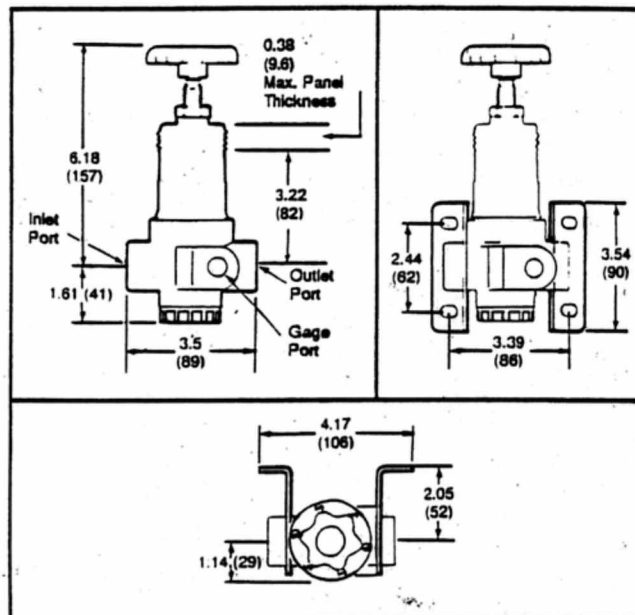 0.38
(9.6)
Max. Panel
Thickness
6.18
(157)
3.22
(82)
Inlet
Port
1.61 (41)
Outlet
Port
Gage
Port
3.5
(89)
2.44
(62)
3.54
(90)
3.39
(86)
4.17
(106)
2.05
(52)
1.14 (29)